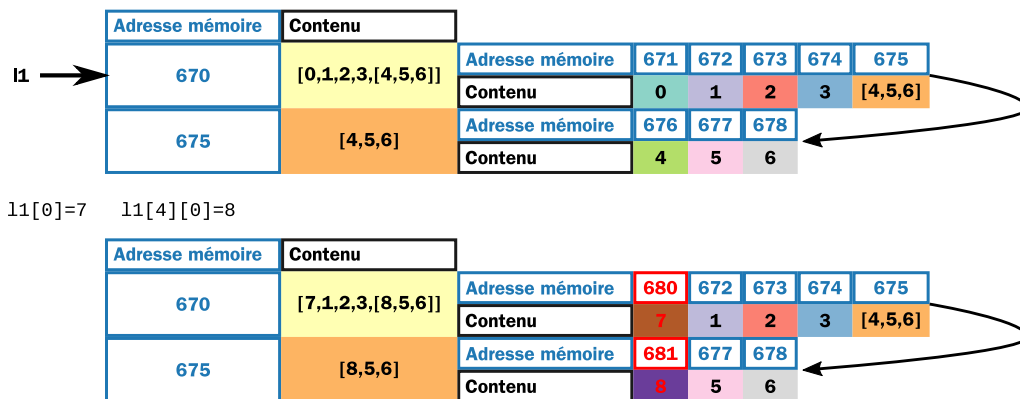 Adresse mémoire Contenu
l1 670 [0,1,2,3,[4,5,6]] Adresse mémoire 671 672 673 674 675
Contenu 0 1 2 3 [4,5,6]
675 [4,5,6] Adresse mémoire 676 677 678
Contenu 4 5 6
l1[0]=7 l1[4][0]=8
Adresse mémoire Contenu
670 [7,1,2,3,[8,5,6]] Adresse mémoire 680 672 673 674 675
Contenu 7 1 2 3 [4,5,6]
675 [8,5,6] Adresse mémoire 681 677 678
Contenu 8 5 6